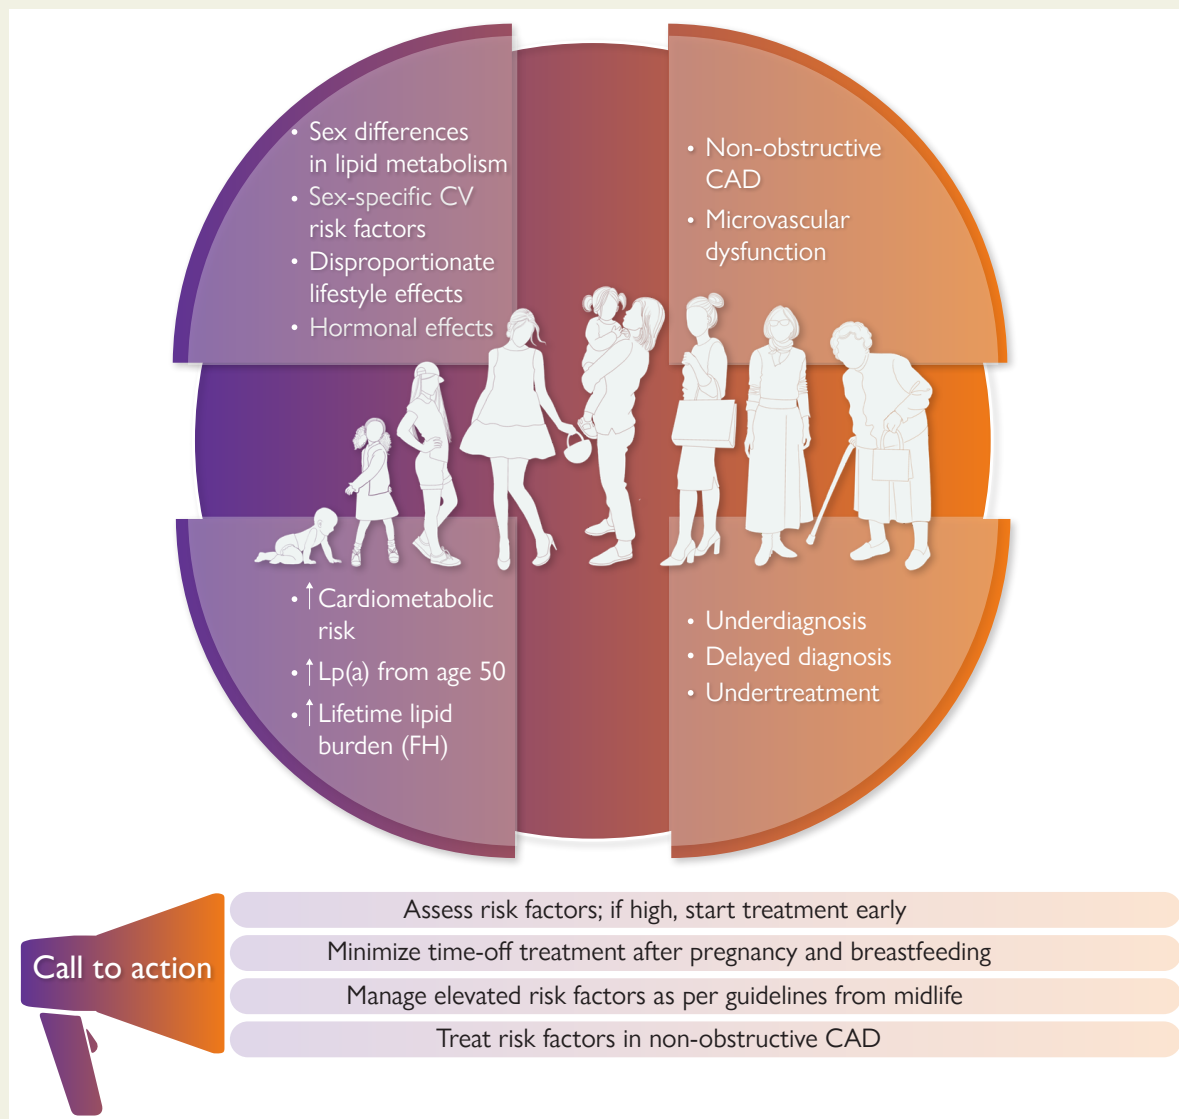 • Sex differences
in lipid metabolism
• Sex-specific CV
risk factors
• Disproportionate
lifestyle effects
• Hormonal effects
• Non-obstructive
CAD
• Microvascular
dysfunction
• ↑ Cardiometabolic
risk
• ↑ Lp(a) from age 50
• ↑ Lifetime lipid
burden (FH)
• Underdiagnosis
• Delayed diagnosis
• Undertreatment
Call to action
Assess risk factors; if high, start treatment early
Minimize time-off treatment after pregnancy and breastfeeding
Manage elevated risk factors as per guidelines from midlife
Treat risk factors in non-obstructive CAD